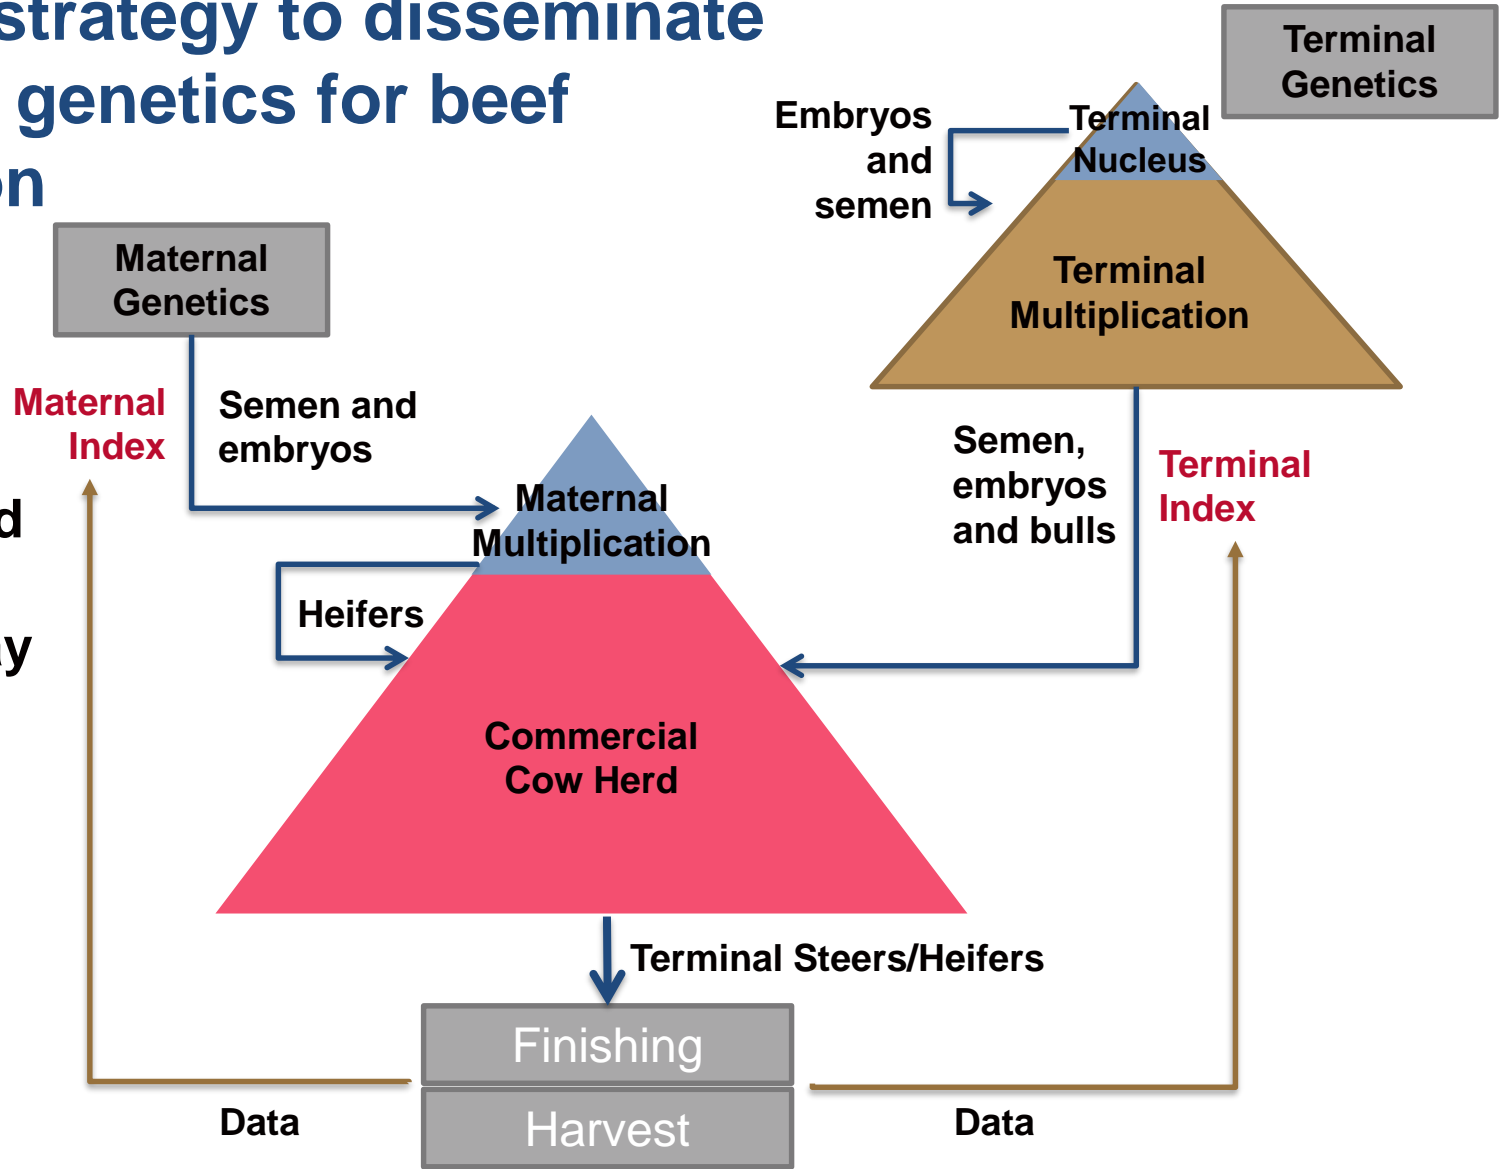 strategy to disseminate
genetics for beef
on
Terminal
Genetics
Embryos
and
semen
Terminal
Nucleus
Terminal
Multiplication
Maternal
Genetics
Maternal
Index
Semen and
embryos
Semen,
embryos
and bulls
Terminal
Index
d
ay
Maternal
Multiplication
Heifers
Commercial
Cow Herd
Terminal Steers/Heifers
Finishing
Harvest
Data
Data